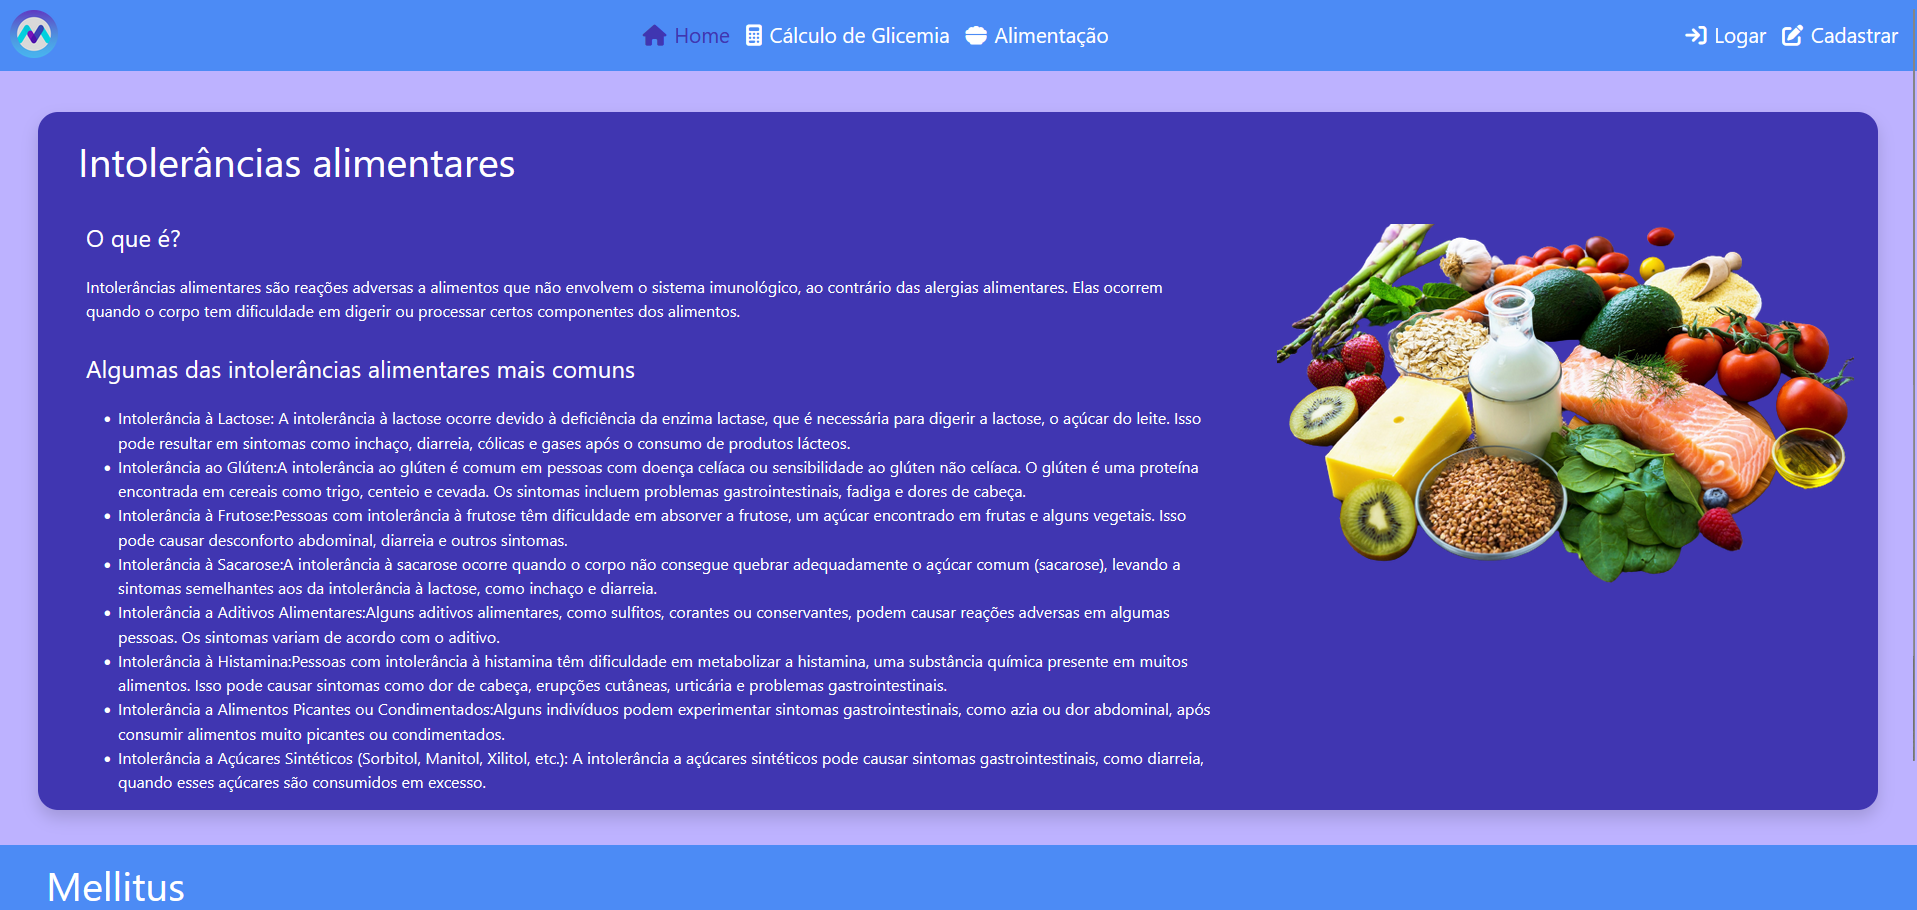 Home Cálculo de Glicemia Alimentação Logar Cadastrar
Intolerâncias alimentares
O que é?
Intolerâncias alimentares são reações adversas a alimentos que não envolvem o sistema imunológico, ao contrário das alergias alimentares. Elas ocorrem
quando o corpo tem dificuldade em digerir ou processar certos componentes dos alimentos.
Algumas das intolerâncias alimentares mais comuns
• Intolerância à Lactose: A intolerância à lactose ocorre devido à deficiência da enzima lactase, que é necessária para digerir a lactose, o açúcar do leite. Isso
pode resultar em sintomas como inchaço, diarreia, cólicas e gases após o consumo de produtos lácteos.
• Intolerância ao Glúten:A intolerância ao glúten é comum em pessoas com doença celíaca ou sensibilidade ao glúten não celíaca. O glúten é uma proteína
encontrada em cereais como trigo, centeio e cevada. Os sintomas incluem problemas gastrointestinais, fadiga e dores de cabeça.
• Intolerância à Frutose:Pessoas com intolerância à frutose têm dificuldade em absorver a frutose, um açúcar encontrado em frutas e alguns vegetais. Isso
pode causar desconforto abdominal, diarreia e outros sintomas.
• Intolerância à Sacarose:A intolerância à sacarose ocorre quando o corpo não consegue quebrar adequadamente o açúcar comum (sacarose), levando a
sintomas semelhantes aos da intolerância à lactose, como inchaço e diarreia.
• Intolerância a Aditivos Alimentares:Alguns aditivos alimentares, como sulfitos, corantes ou conservantes, podem causar reações adversas em algumas
pessoas. Os sintomas variam de acordo com o aditivo.
• Intolerância à Histamina:Pessoas com intolerância à histamina têm dificuldade em metabolizar a histamina, uma substância química presente em muitos
alimentos. Isso pode causar sintomas como dor de cabeça, erupções cutâneas, urticária e problemas gastrointestinais.
• Intolerância a Alimentos Picantes ou Condimentados:Alguns indivíduos podem experimentar sintomas gastrointestinais, como azia ou dor abdominal, após
consumir alimentos muito picantes ou condimentados.
• Intolerância a Açúcares Sintéticos (Sorbitol, Manitol, Xilitol, etc.): A intolerância a açúcares sintéticos pode causar sintomas gastrointestinais, como diarreia,
quando esses açúcares são consumidos em excesso.
Mellitus